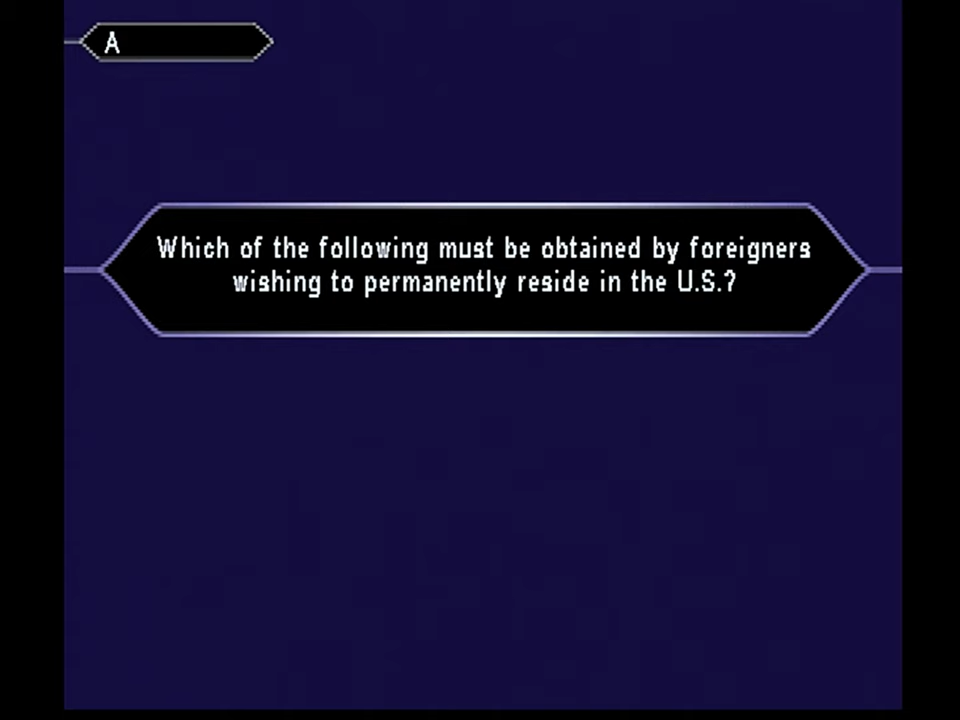 A
Which of the following must be obtained by foreigners
wishing to permanently reside in the U.S.?